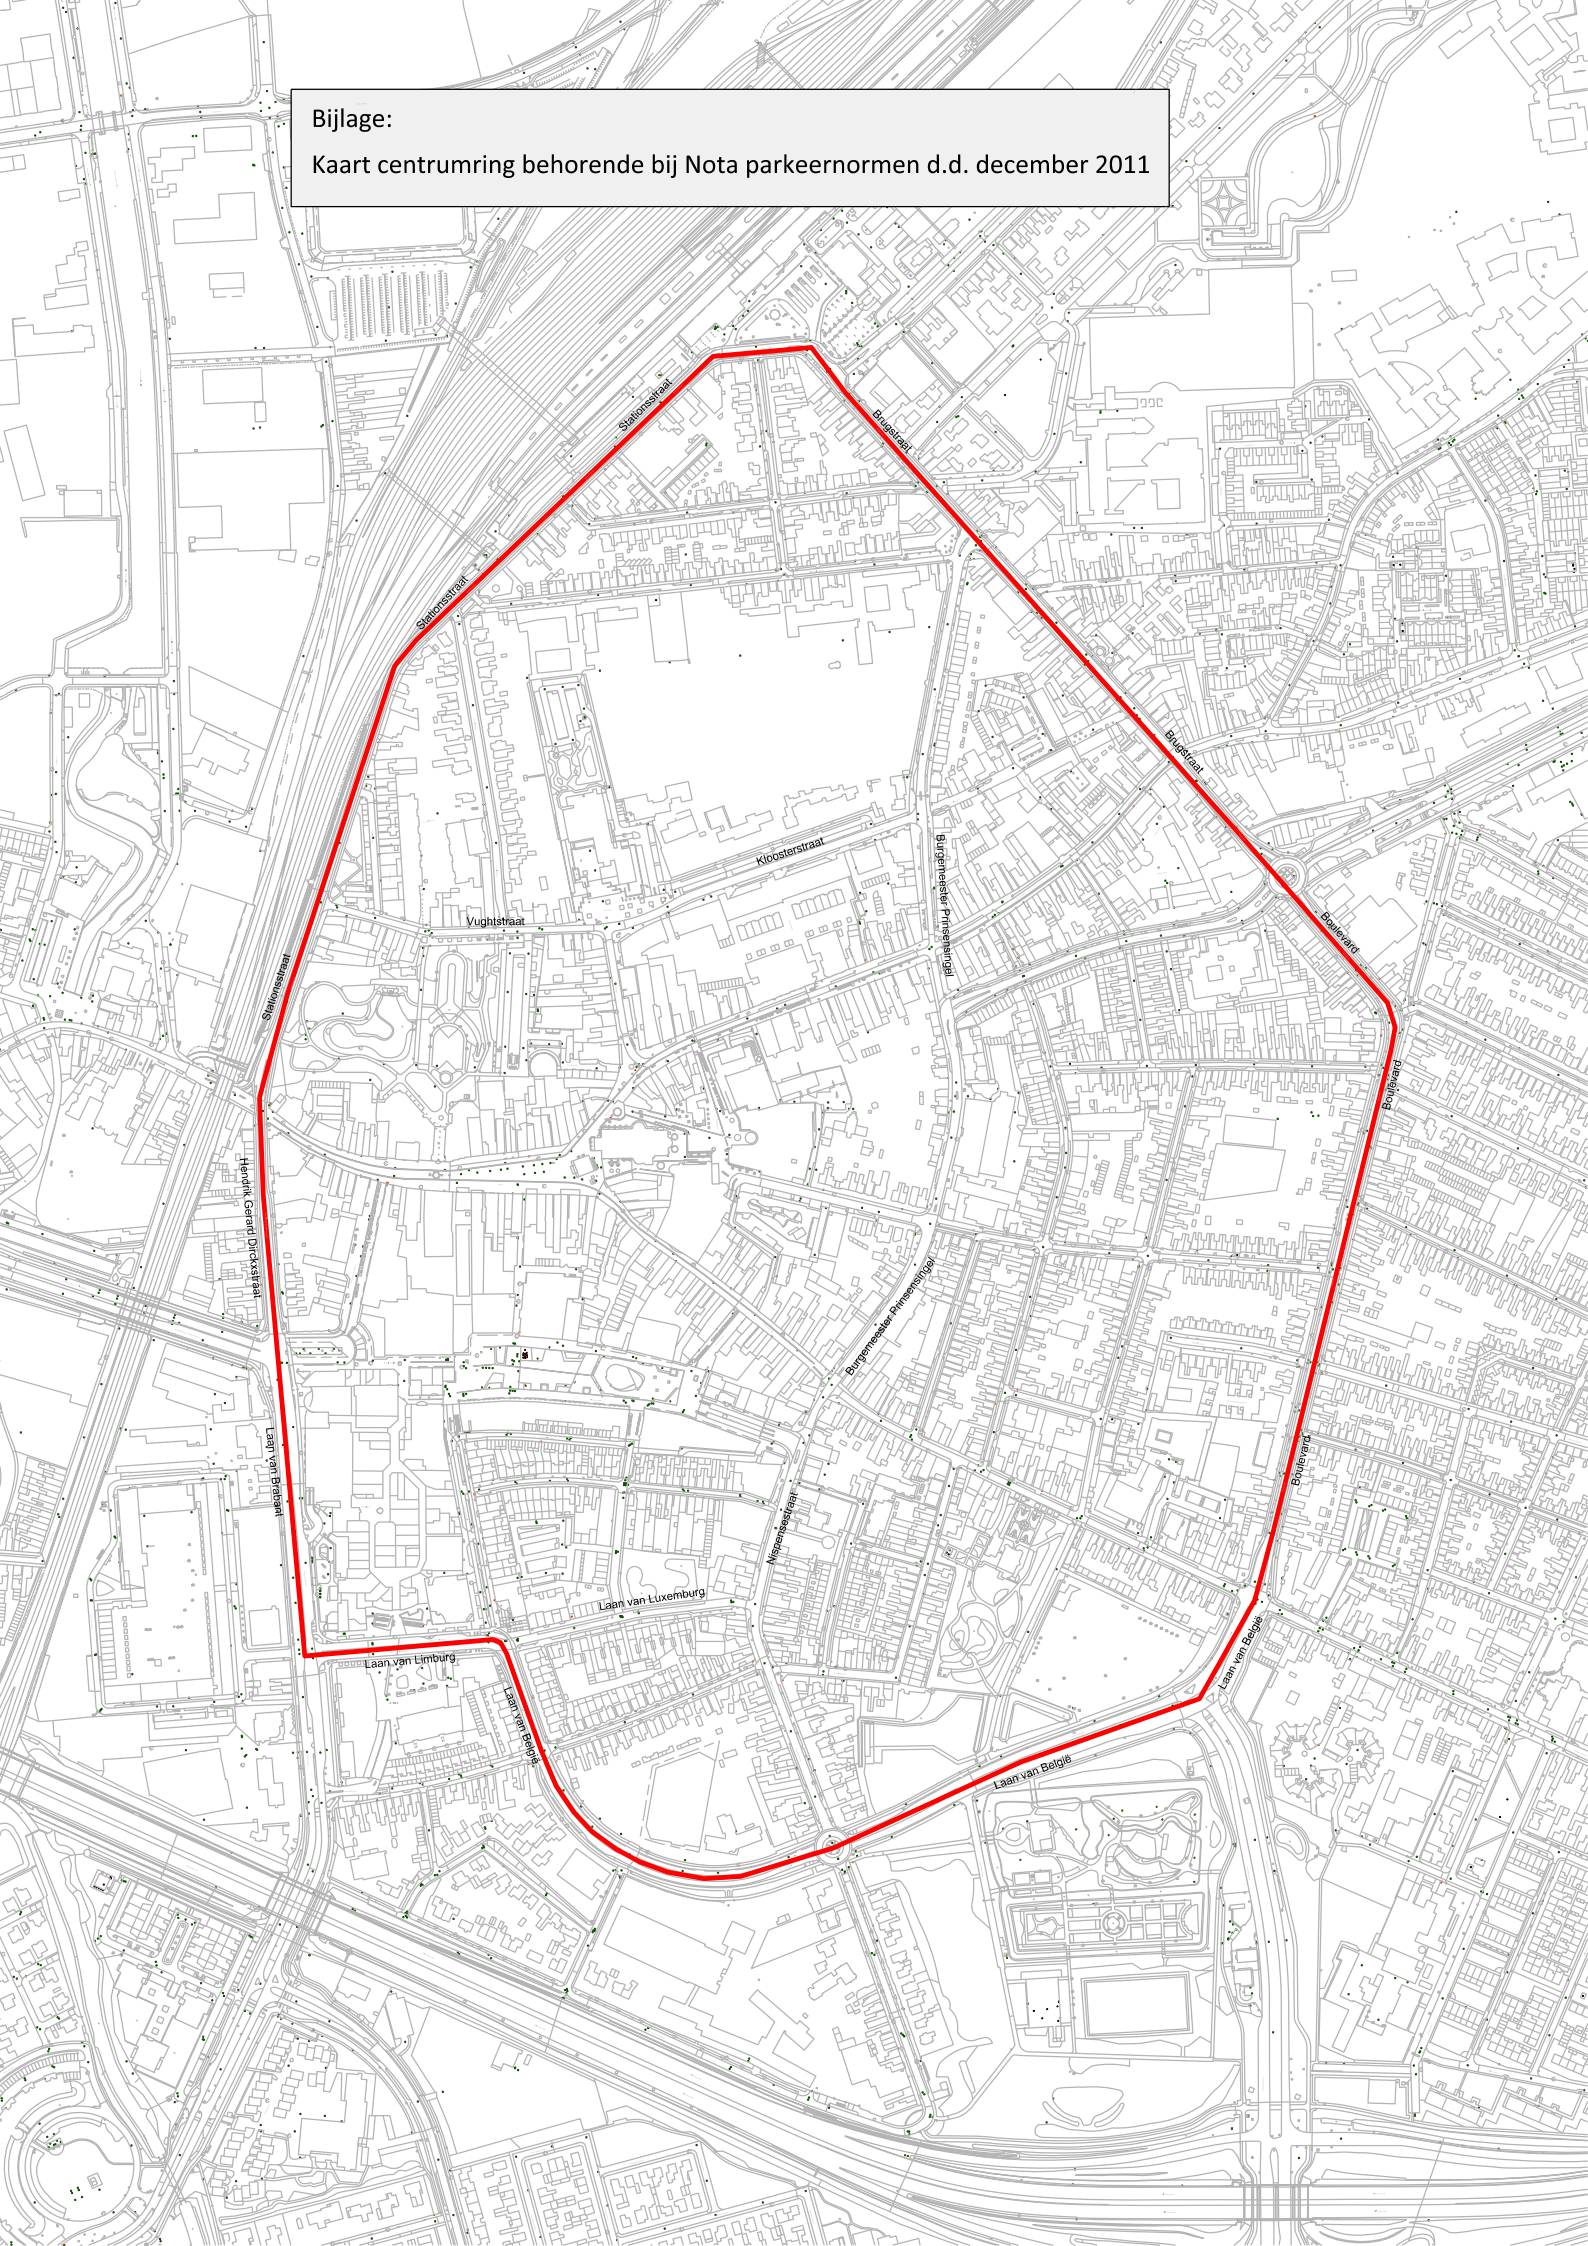 Bijlage:
Kaart centrumring behorende bij Nota parkeernormen d.d. december 2011
Stationsstraat
Brugstraat
Stationsstraat
Brugstraat
Kloosterstraat
Burgemeester Prinsensingel
Vughtstraat
Boulevard
Stationsstraat
Boulevard
Hendrik Gerard Dirckxstraat
Burgemeester Prinsensingel
Laan van Brabant
Boulevard
Nispensestraat
Laan van Luxemburg
Laan van Limburg
Laan van België
Laan van België
Laan van België